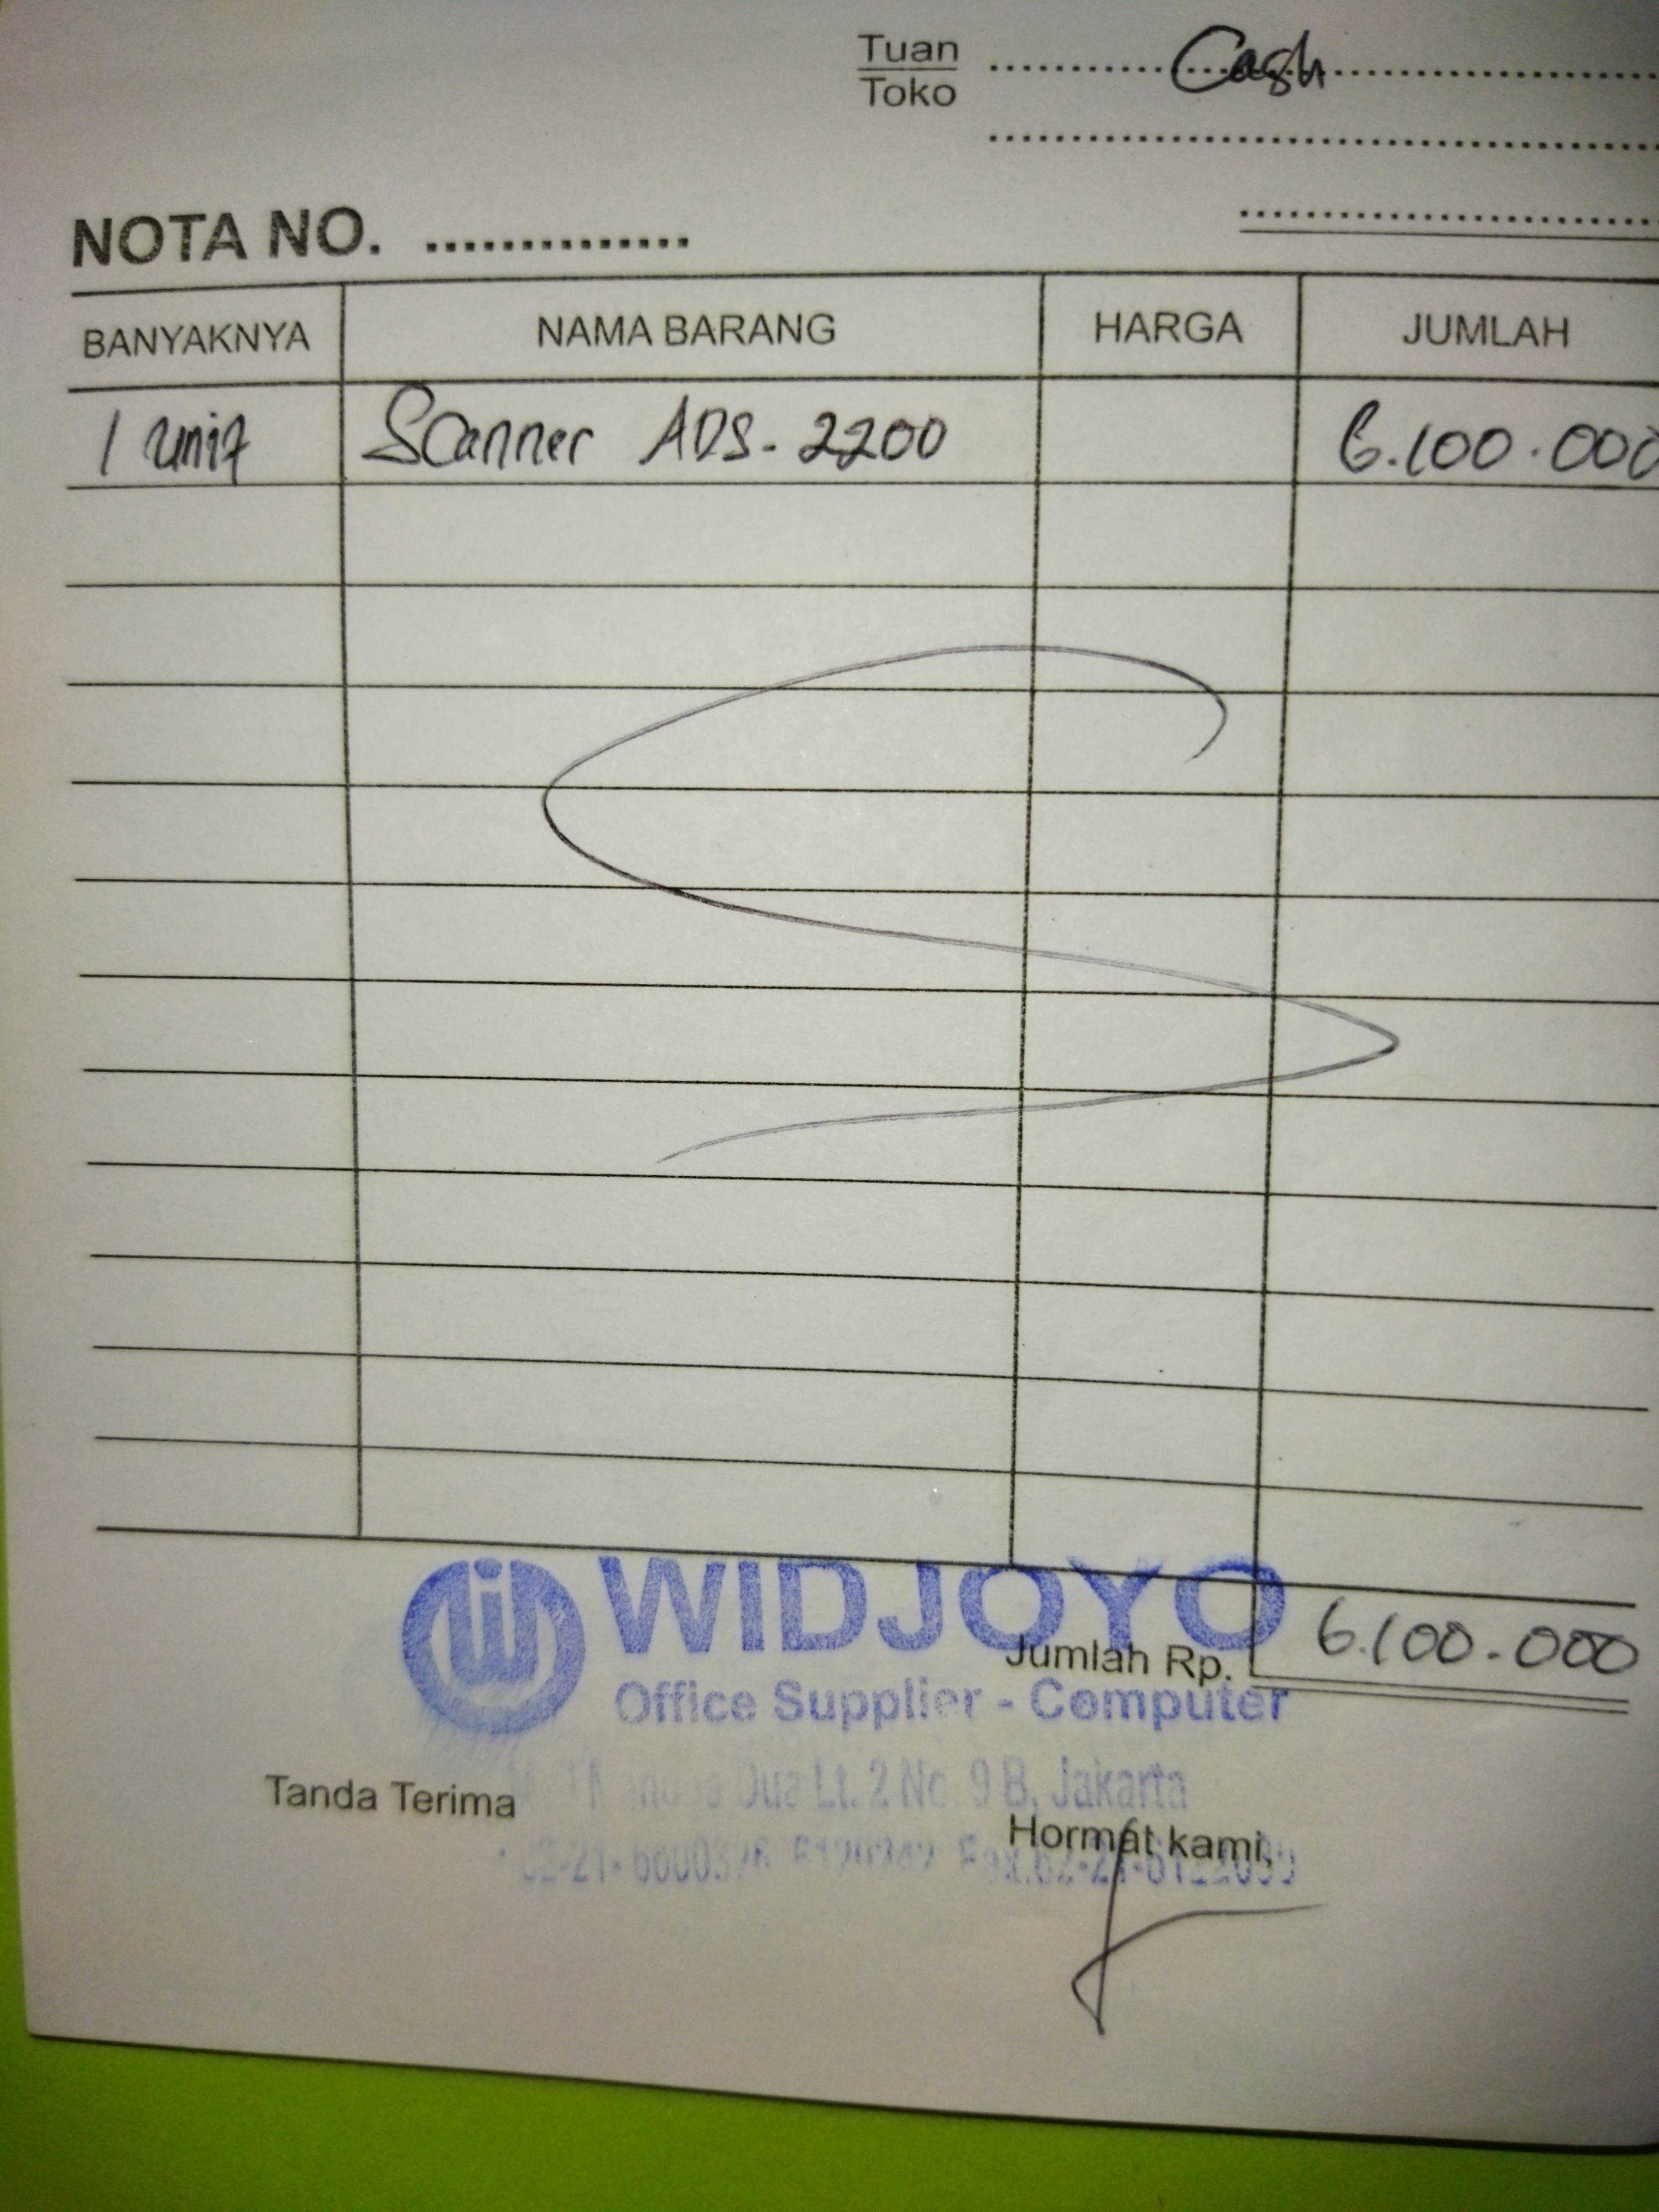 Tuan
Toko
Cash
NOTA NO.
BANYAKNYA NAMA BARANG HARGA JUMLAH
1 unit Scanner ADS-2200 6.100.000
WIDJOYO
Jumlah Rp. 6.100.000
Office Supplier - Computer
Dua Lt. 2 No. 9 B, Jakarta
Tanda Terima
Hormat kami,